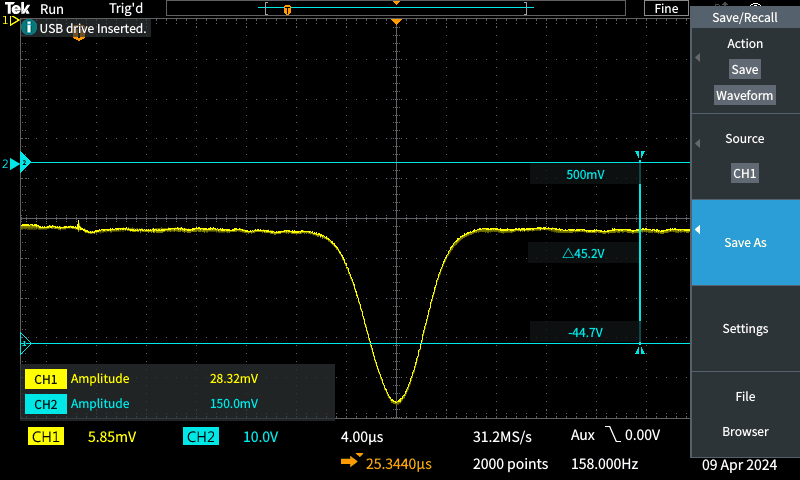 Tek Run Trig'd Fine
USB drive Inserted.
Save/Recall
Action
Save
Waveform
Source
CH1
Save As
Settings
File
Browser
500mV
△45.2V
-44.7V
CH1 Amplitude 28.32mV
CH2 Amplitude 150.0mV
CH1 5.85mV CH2 10.0V 4.00µs 31.2MS/s Aux 0.00V
25.3440µs 2000 points 158.000Hz 09 Apr 2024